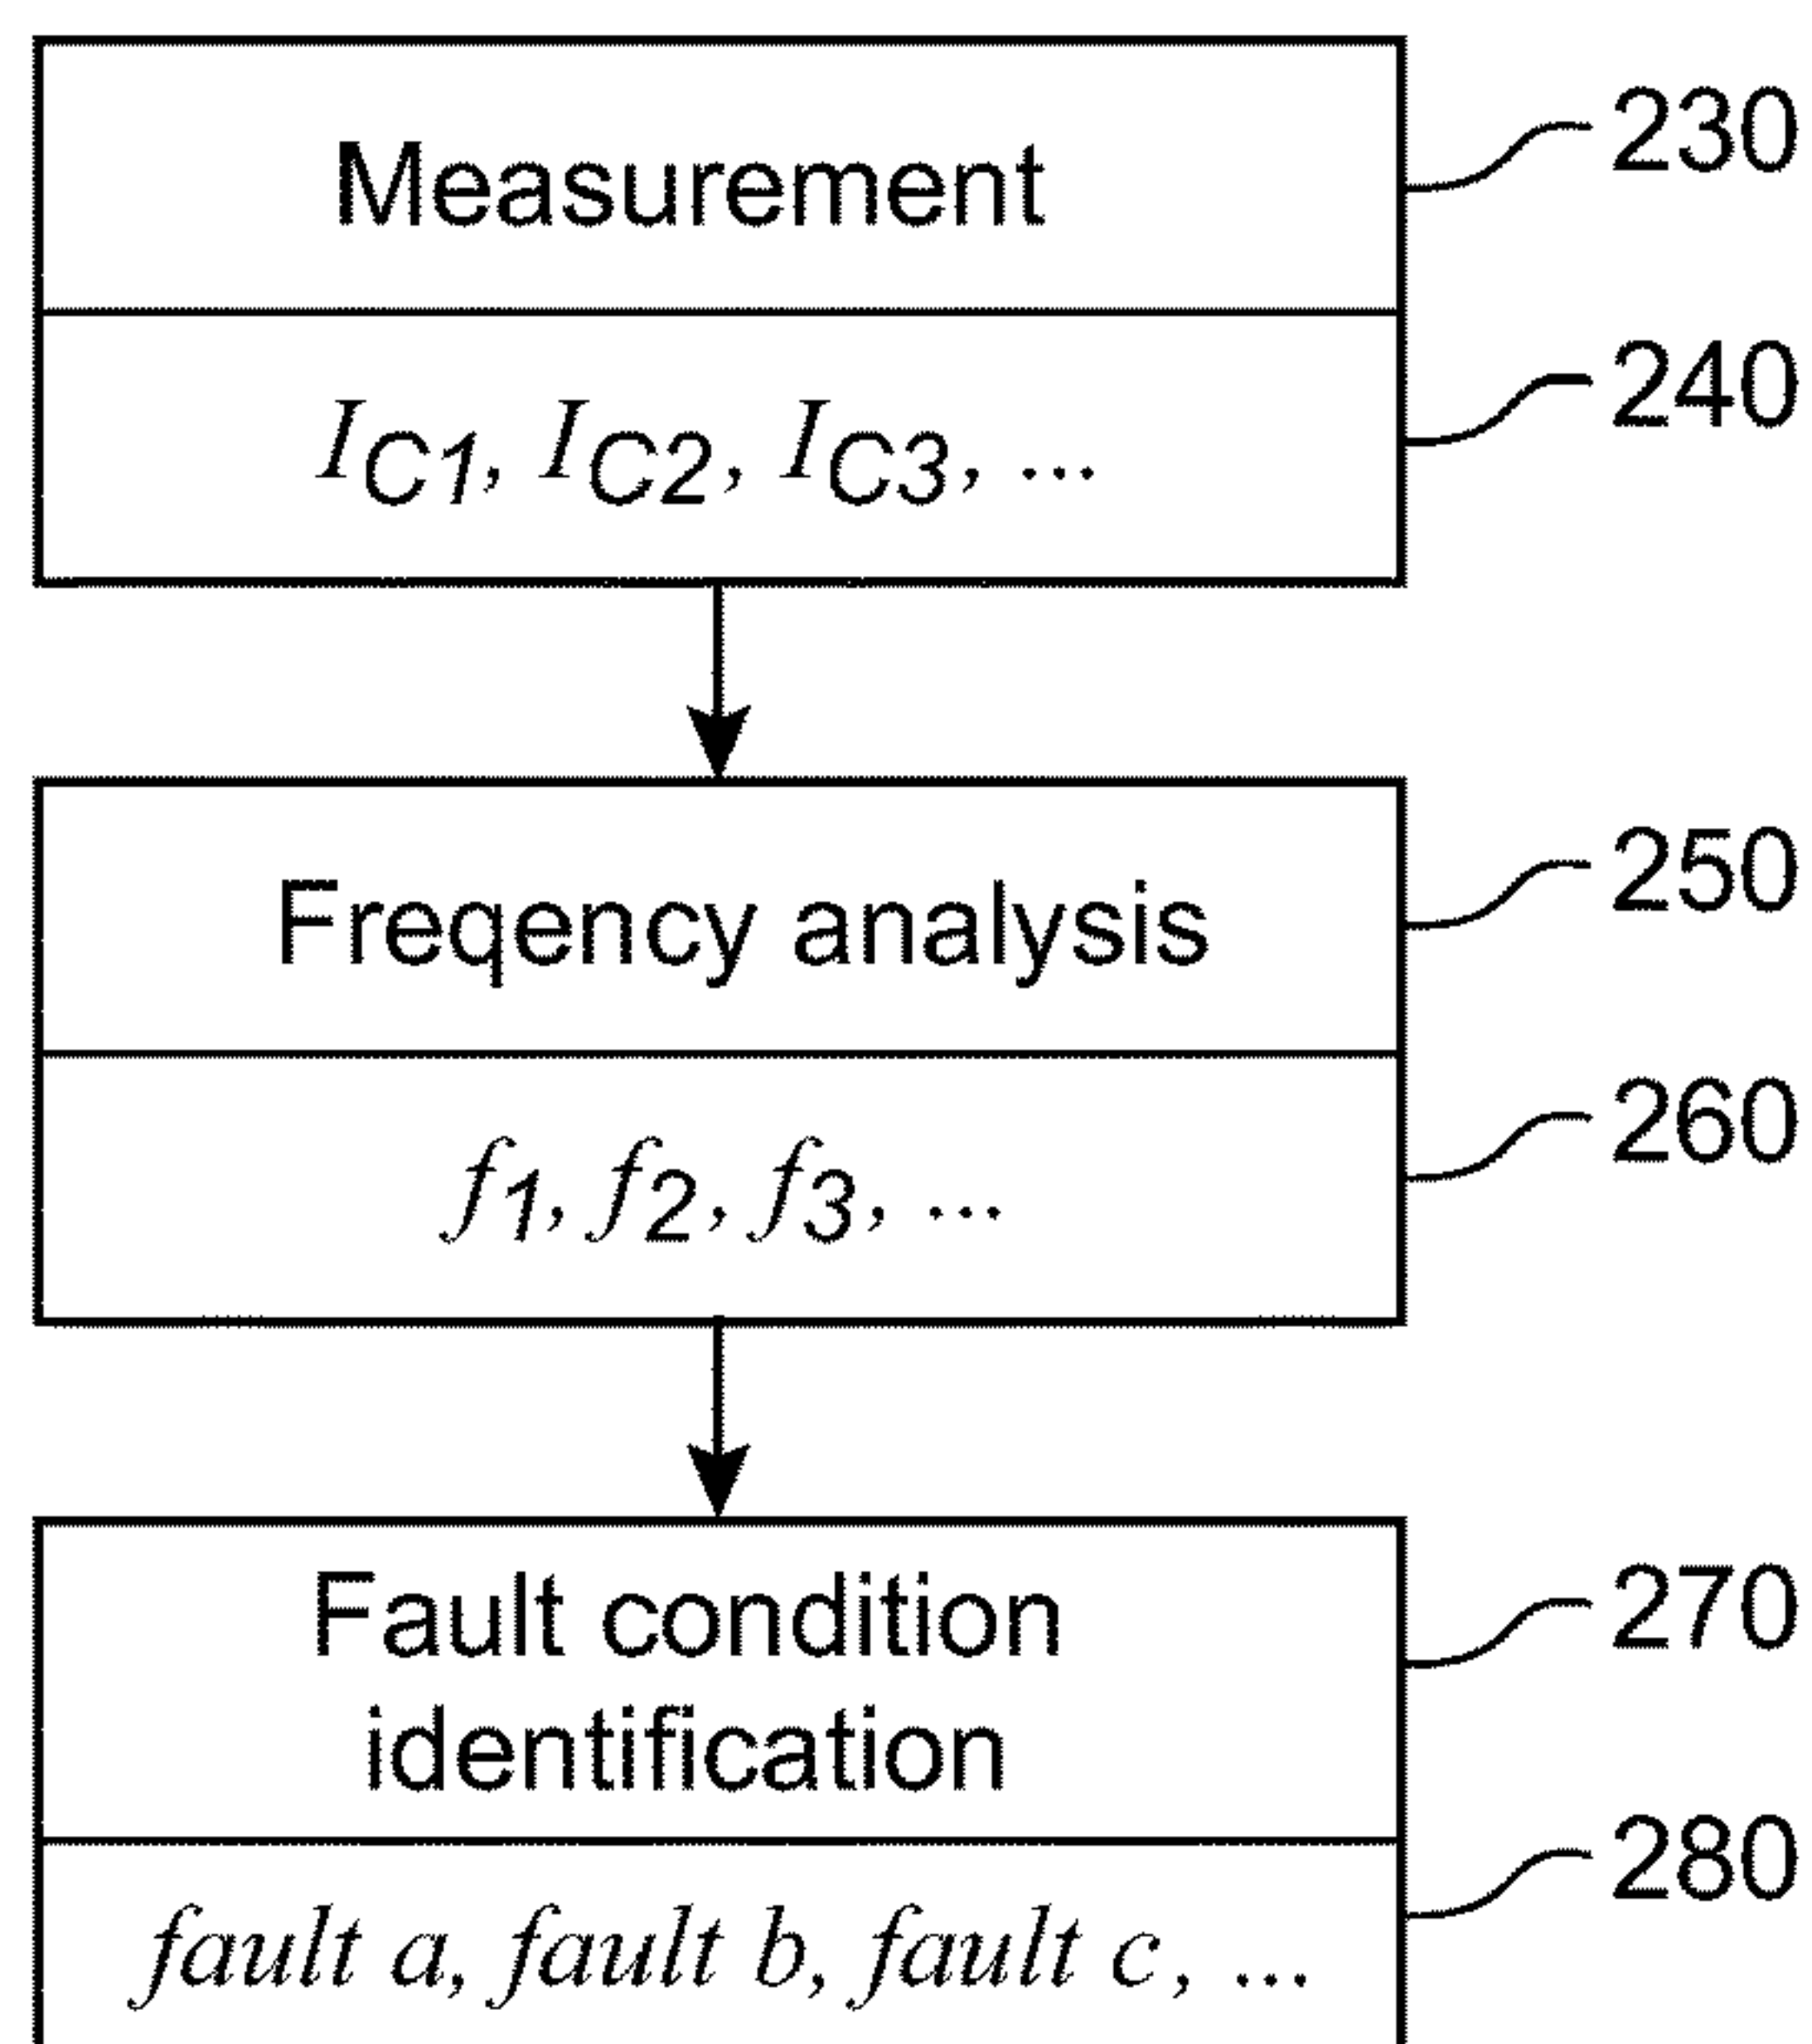 Measurement
230
I_C1, I_C2, I_C3, ...
240
Freqency analysis
250
f_1, f_2, f_3, ...
260
Fault condition
identification
270
fault a, fault b, fault c, ...
280